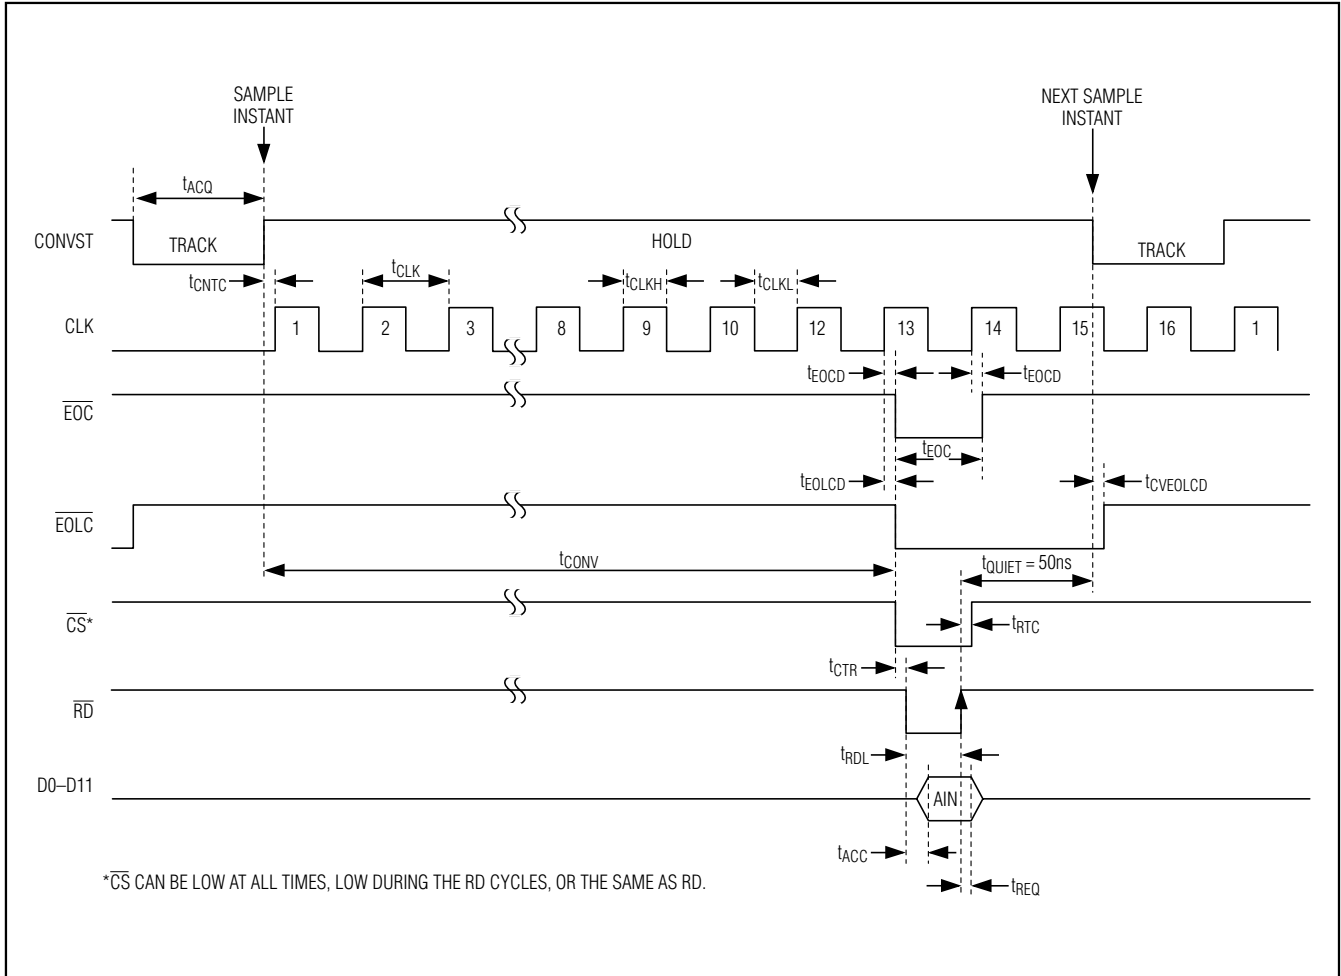 SAMPLE
INSTANT
NEXT SAMPLE
INSTANT
tACQ
CONVST
TRACK
HOLD
TRACK
tCNTC
tCLK
tCLKH
tCLKL
CLK
1
2
3
8
9
10
12
13
14
15
16
1
tEOCD
tEOCD
EOC
tEOC
tEOLCD
tCVEOLCD
EOLC
tCONV
tQUIET = 50ns
CS*
tRTC
tCTR
RD
tRDL
D0–D11
AIN
tACC
*CS CAN BE LOW AT ALL TIMES, LOW DURING THE RD CYCLES, OR THE SAME AS RD.
tREQ